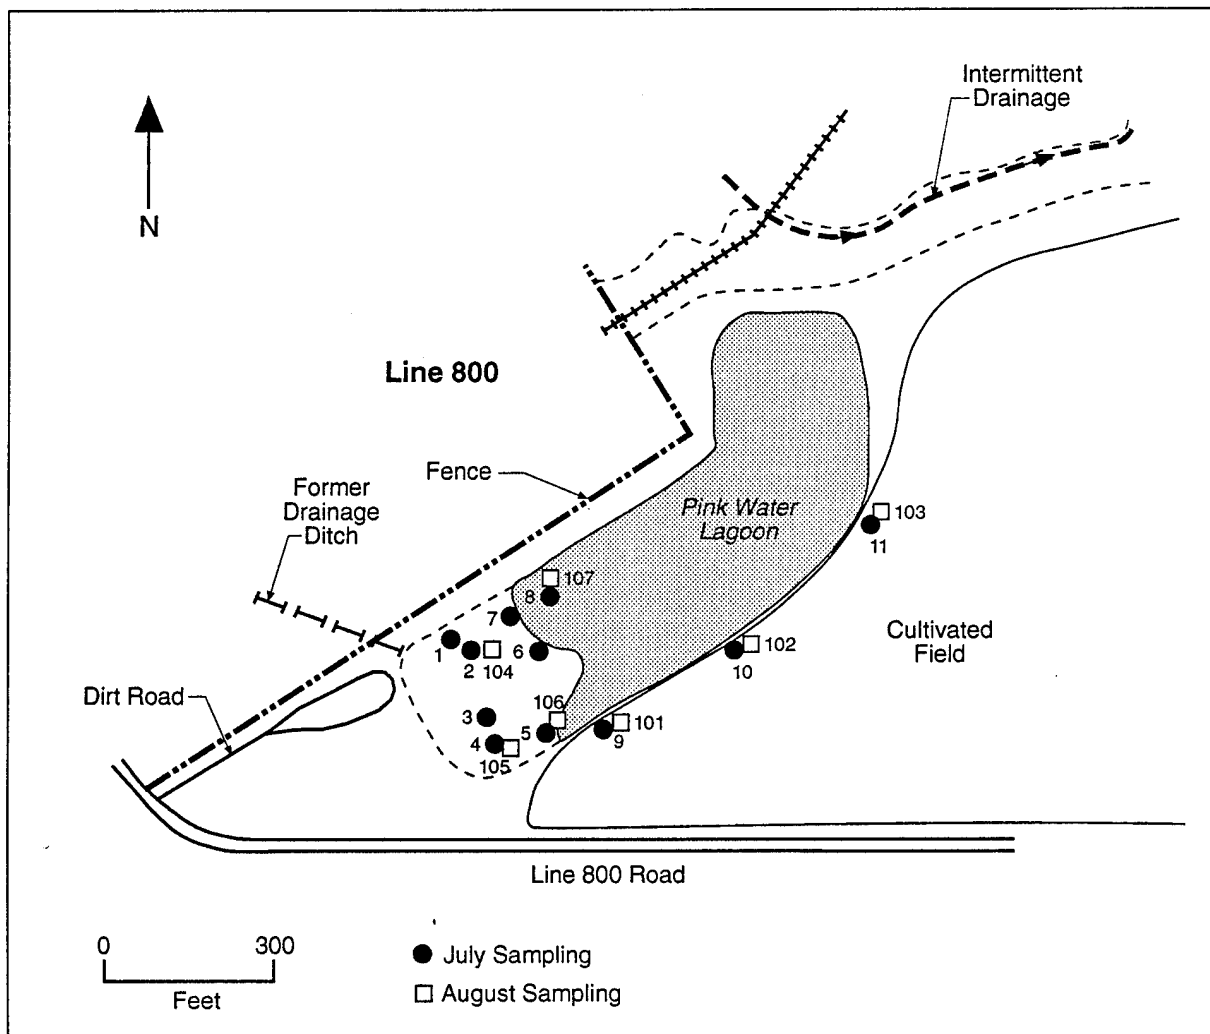 Intermittent
Drainage
N
Line 800
Fence
Former
Drainage
Ditch
Pink Water
Lagoon
103
11
107
8
7
1
2
104
6
102
10
Cultivated
Field
Dirt Road
3
106
5
101
9
4
105
Line 800 Road
0 300
Feet
July Sampling
August Sampling